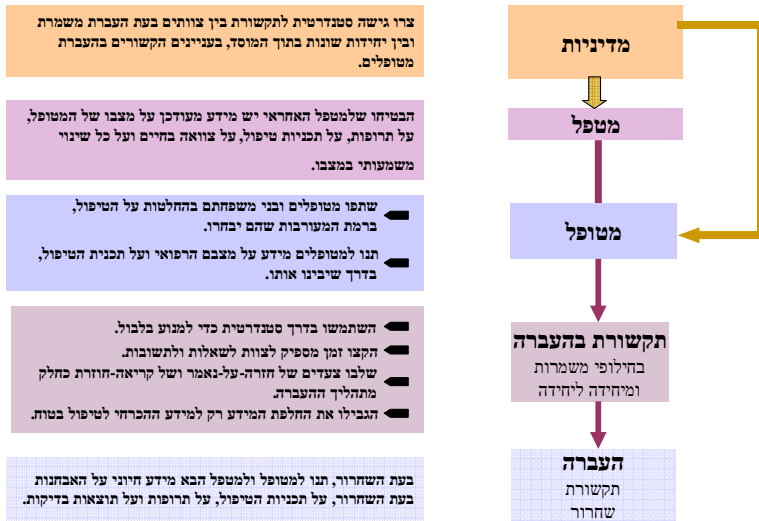 מדיניות
צרו גישה סטנדרטית לתקשורת בין צוותים בעת העברת משמרת
ובין יחידות שונות בתוך המוסד, בעניינים הקשורים בהעברת
מטופלים.
מטפל
הבטיחו שלמטפל האחראי יש מידע מעודכן על מצבו של המטופל,
על תרופות, על תכניות טיפול, על צוואה בחיים ועל כל שינוי
משמעותי במצבו.
מטופל
שתפו מטופלים ובני משפחתם בהחלטות על הטיפול,
ברמת המעורבות שהם יבחרו.
תנו למטופלים מידע על מצבם הרפואי ועל תכנית הטיפול,
בדרך שיבינו אותו.
תקשורת בהעברה
בחילופי משמרות
ומיחידה ליחידה
השתמשו בדרך סטנדרטית כדי למנוע בלבול.
הקצו זמן מספיק לצוות לשאלות ולתשובות.
שלבו צעדים של חזרה-על-נאמר ושל קריאה-חוזרת כחלק
מתהליך ההעברה.
הגבילו את החלפת המידע רק למידע ההכרחי לטיפול בטוח.
העברה
תקשורת
שחרור
בעת השחרור, תנו למטופל ולמטפל הבא מידע חיוני על האבחנות
בעת השחרור, על תכניות הטיפול, על תרופות ועל תוצאות בדיקות.